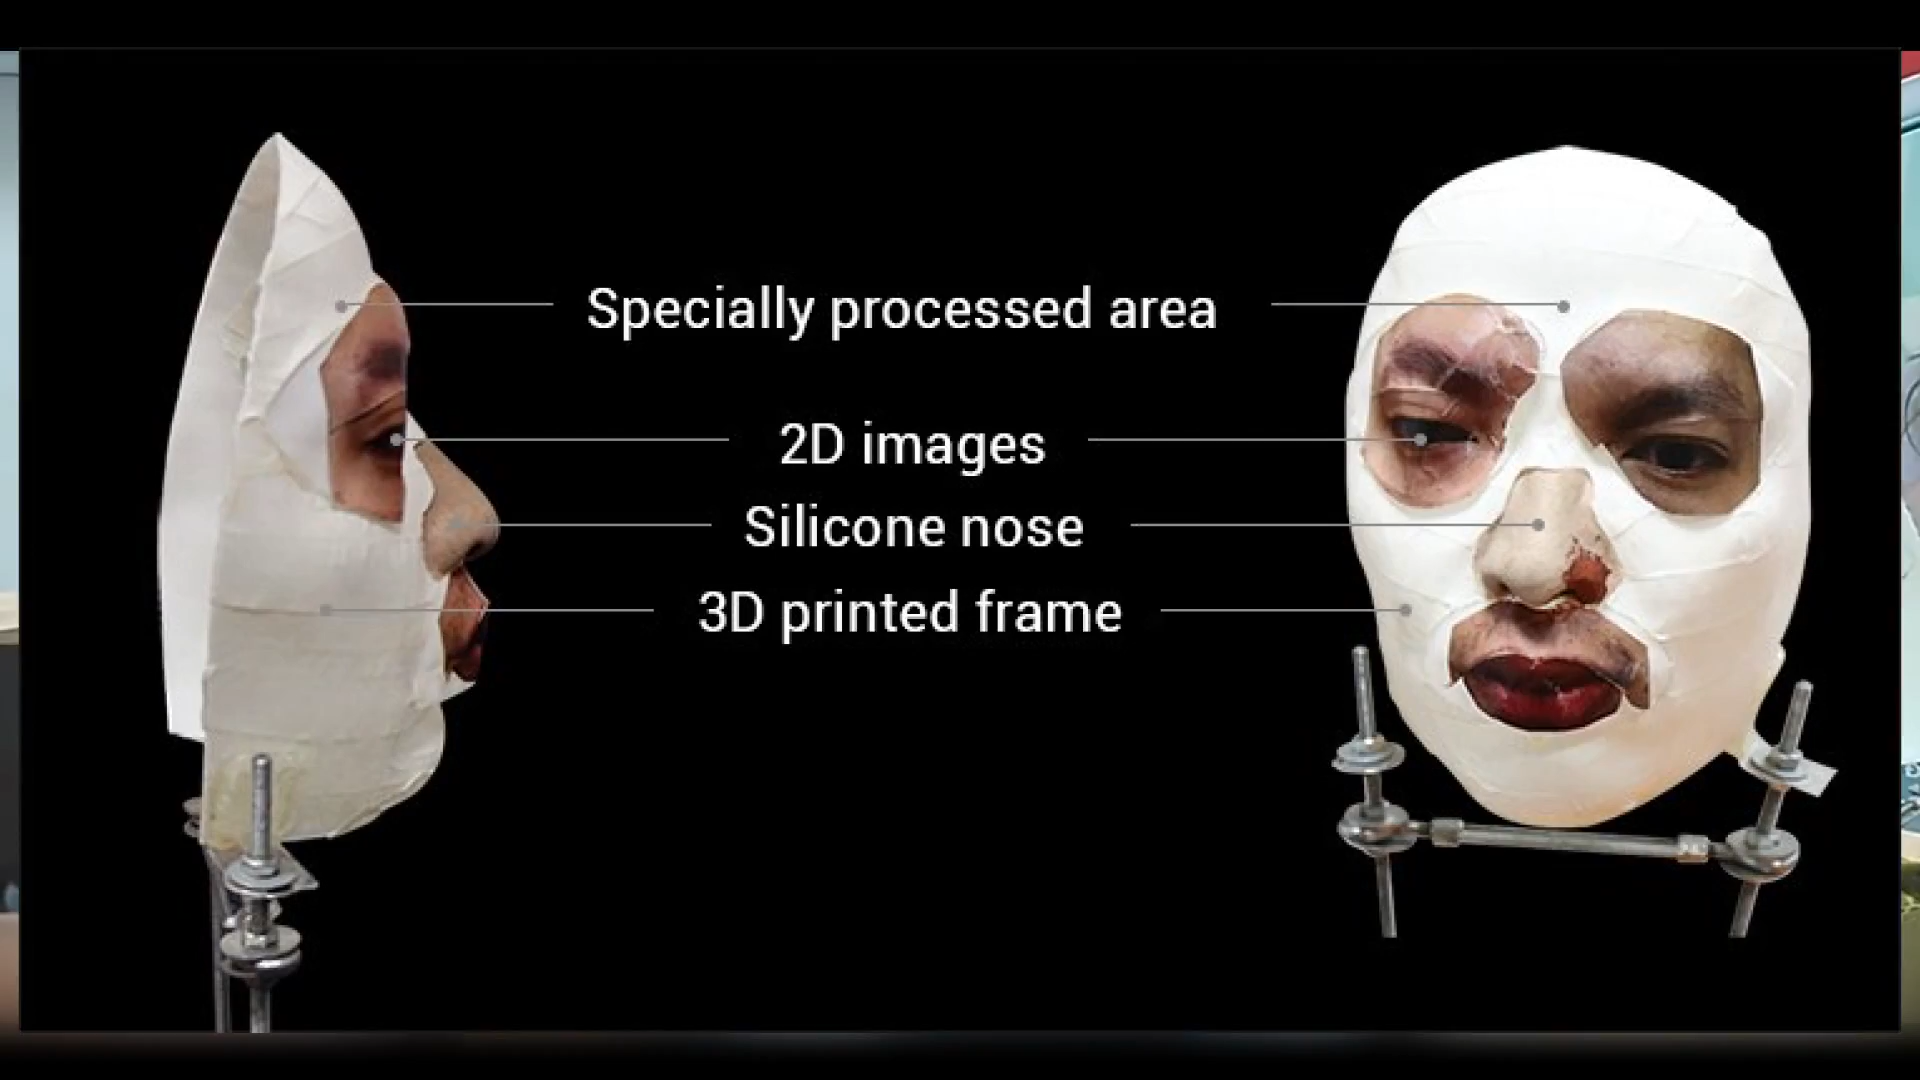 Specially processed area
2D images
Silicone nose
3D printed frame